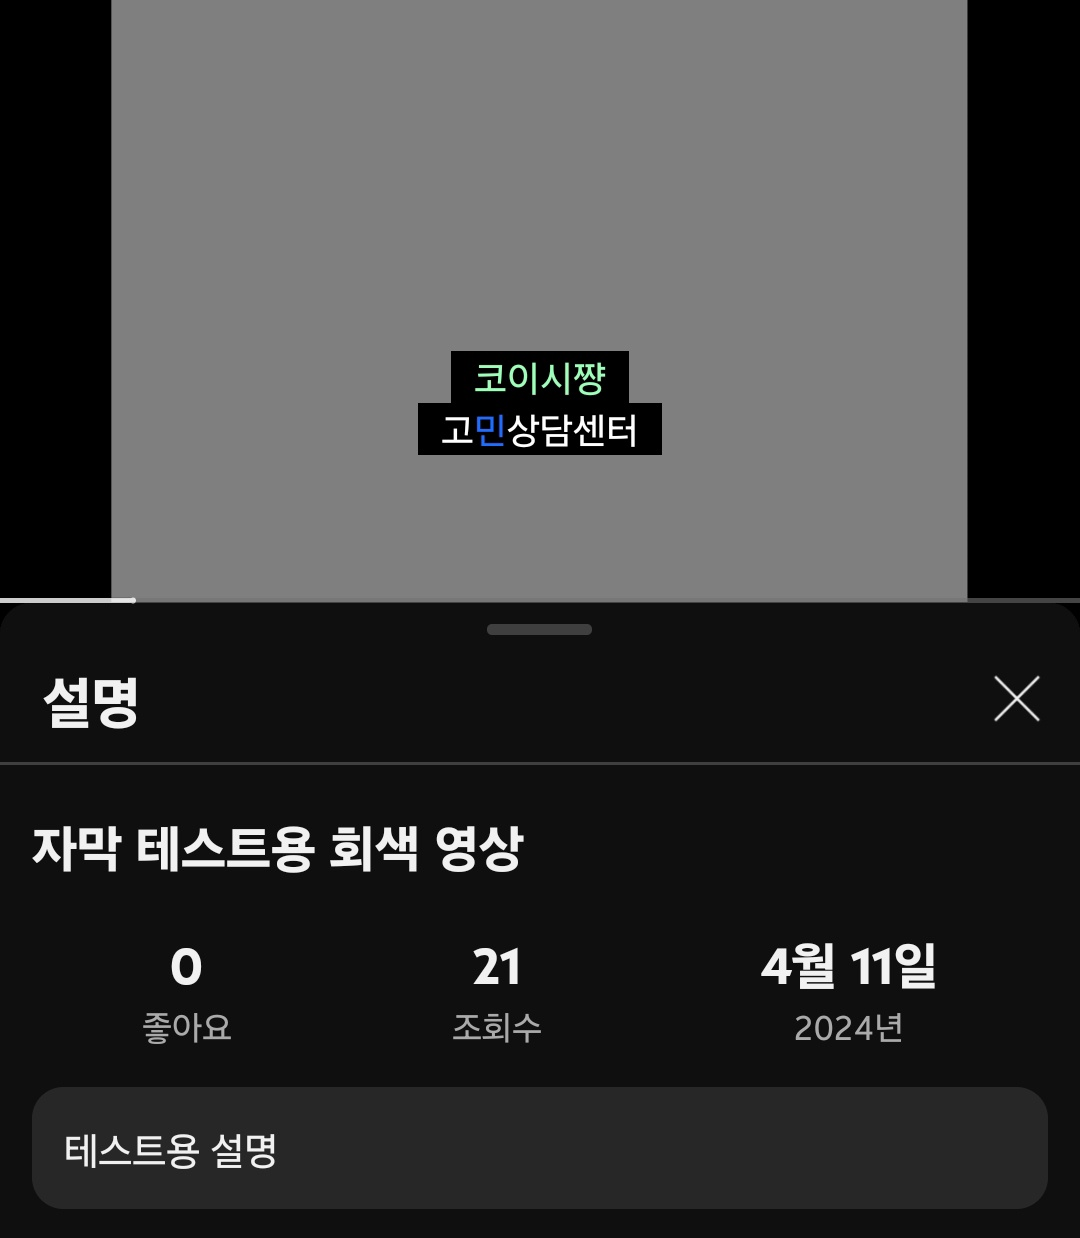 코이시쨩
고민상담센터
설명
자막 테스트용 회색 영상
0 21 4월 11일
좋아요 조회수 2024년
테스트용 설명